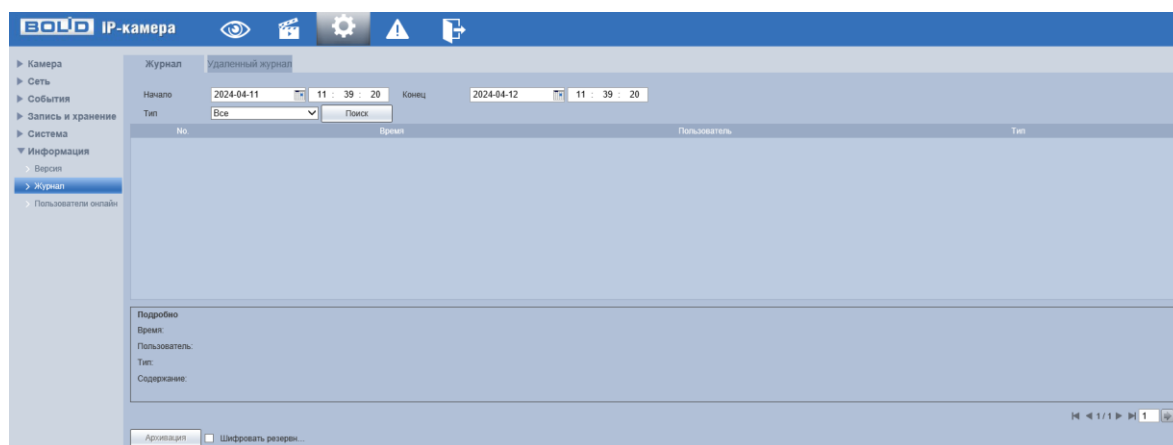 BOLID IP-камера
Камера
Сеть
События
Запись и хранение
Система
Информация
Версия
Журнал
Пользователи онлайн
Журнал Удаленный журнал
Начало 2024-04-11 11 : 39 : 20 Конец 2024-04-12 11 : 39 : 20
Тип Все Поиск
No. Время Пользователь Тип
Подробно
Время:
Пользователь:
Тип:
Содержание:
1 / 1 1
Архивация Шифровать резерен...